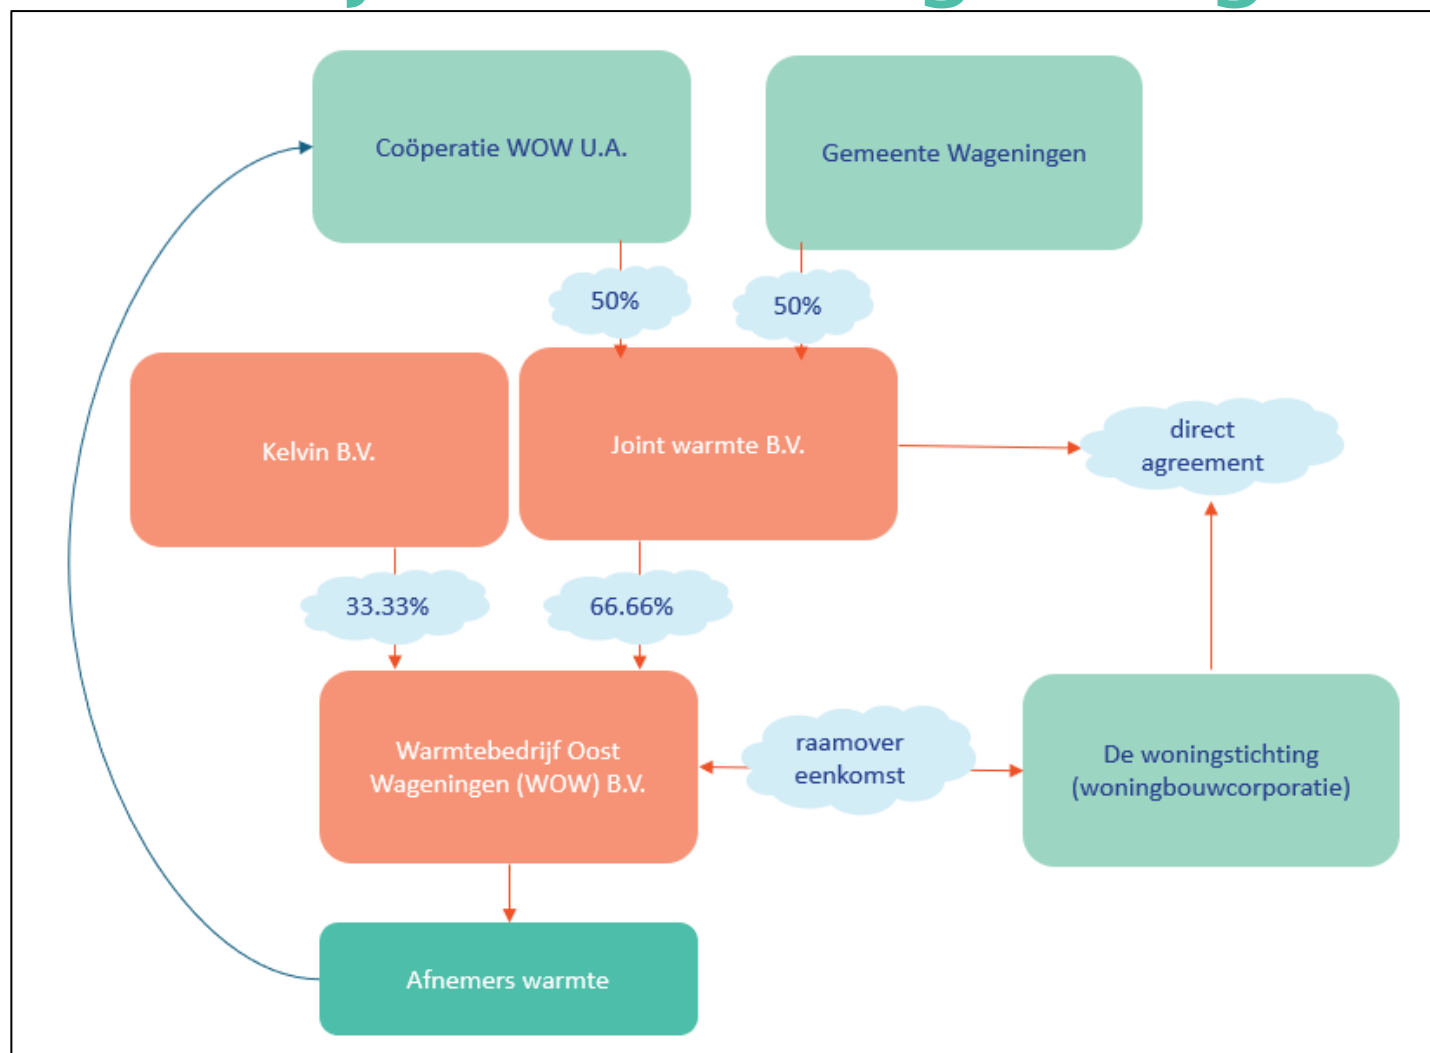 Coöperatie WOW U.A.
Gemeente Wageningen
50%
50%
Kelvin B.V.
Joint warmte B.V.
direct
agreement
33.33%
66.66%
Warmtebedrijf Oost
Wageningen (WOW) B.V.
raamover
eenkomst
De woningstichting
(woningbouwcorporatie)
Afnemers warmte